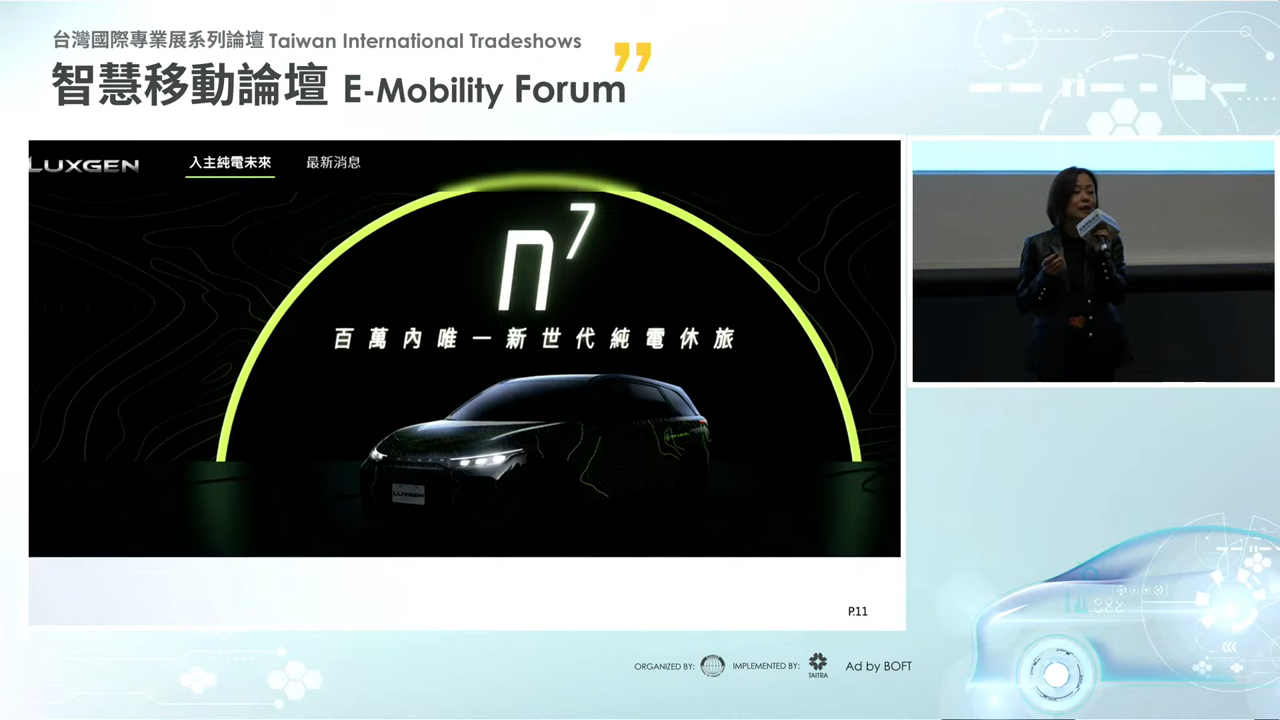 台灣國際專業展系列論壇 Taiwan International Tradeshows
智慧移動論壇 E-Mobility Forum
LUXGEN 入主純電未來 最新消息
n7
百萬內唯一新世代純電休旅
LUXGEN
P.11
ORGANIZED BY: IMPLEMENTED BY: TAITRA Ad by BOFT